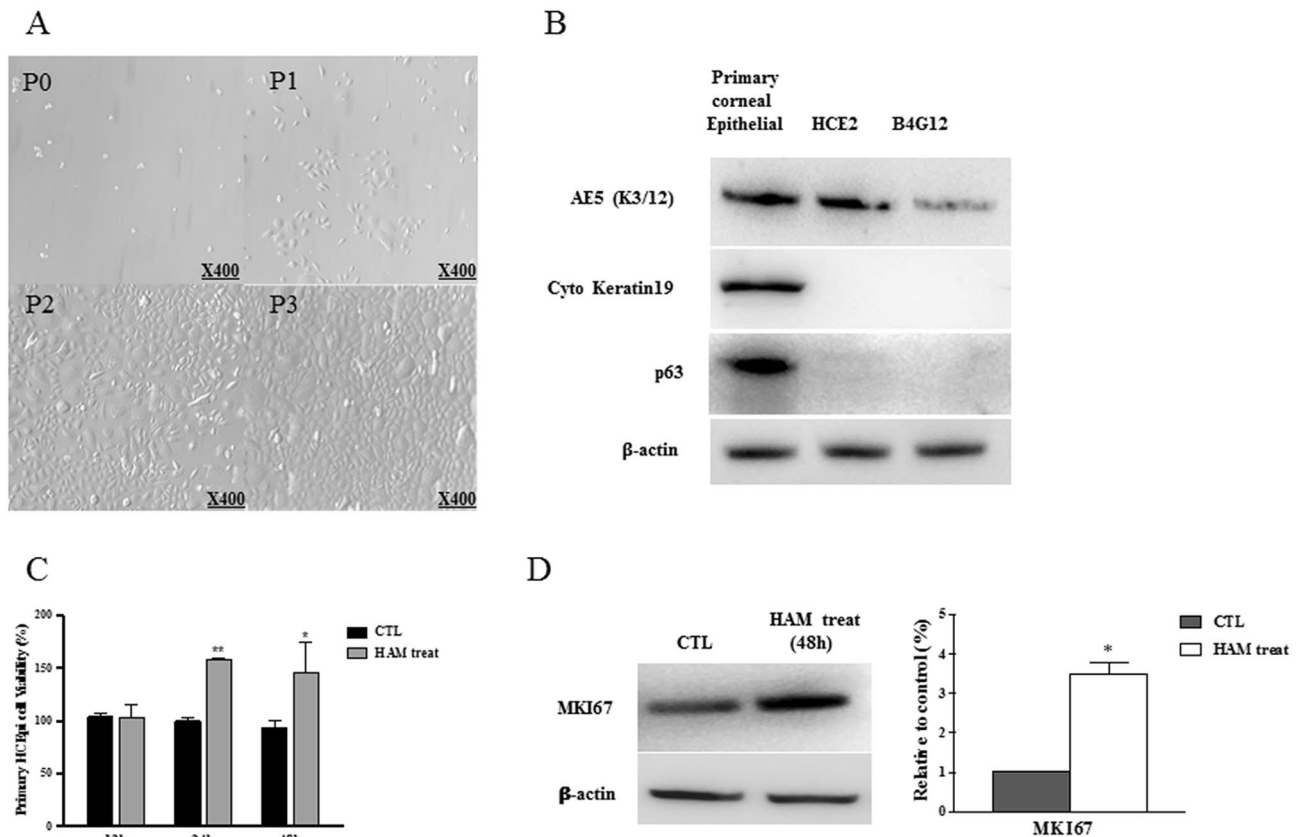 A
P0
P1
X400
X400
P2
P3
X400
X400
B
Primary
corneal
Epithelial HCE2 B4G12
AE5 (K3/12)
Cyto Keratin19
p63
β-actin
C
Primary HCEpi cell Viability (%)
200
150
100
50
0
**
*
CTL
HAM treat
24h
48h
D
CTL
HAM treat
(48h)
MKI67
β-actin
Relative to control (%)
5
4
3
2
1
0
*
CTL
HAM treat
MKI67